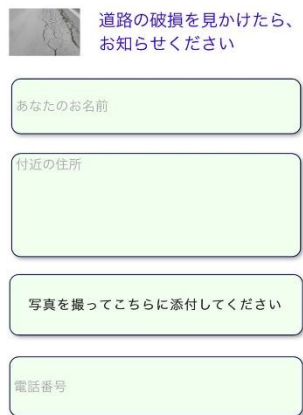 道路の破損を見かけたら、
お知らせください
あなたのお名前
付近の住所
写真を撮ってこちらに添付してください
電話番号